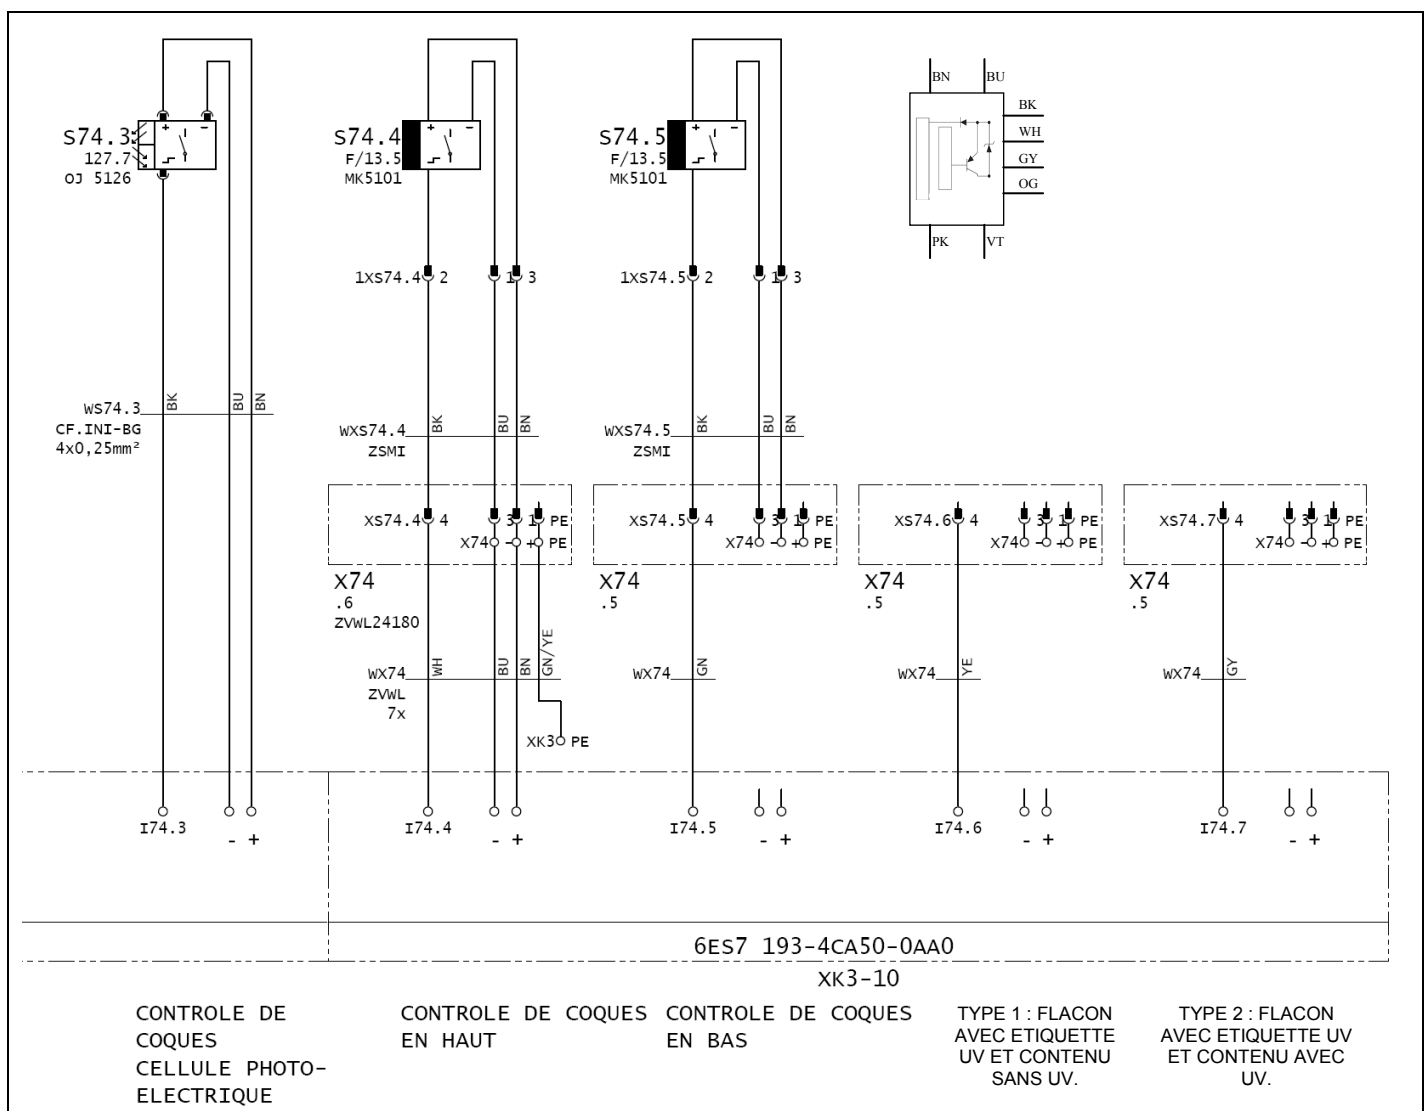 BN BU
BK
WH
GY
OG
PK VT
S74.3
127.7
OJ 5126
+ -
S74.4
F/13.5
MK5101
+ -
S74.5
F/13.5
MK5101
+ -
1XS74.4 2 1 3
1XS74.5 2 1 3
WS74.3 BK BU BN
CF.INI-BG
4x0,25mm²
WXS74.4 BK BU BN
ZSMI
WXS74.5 BK BU BN
ZSMI
XS74.4 4 3 1 PE
X74 - + PE
XS74.5 4 3 1 PE
X74 - + PE
XS74.6 4 3 1 PE
X74 - + PE
XS74.7 4 3 1 PE
X74 - + PE
X74
.6
ZVWL24180
X74
.5
X74
.5
X74
.5
WX74 WH BU BN GN/YE
ZVWL
7x
WX74 GN
WX74 YE
WX74 GY
XK3 PE
I74.3 - +
I74.4 - +
I74.5 - +
I74.6 - +
I74.7 - +
6ES7 193-4CA50-0AA0
XK3-10
CONTROLE DE
COQUES
CELLULE PHOTO-
ELECTRIQUE
CONTROLE DE COQUES
EN HAUT
CONTROLE DE COQUES
EN BAS
TYPE 1 : FLACON
AVEC ETIQUETTE
UV ET CONTENU
SANS UV.
TYPE 2 : FLACON
AVEC ETIQUETTE UV
ET CONTENU AVEC
UV.